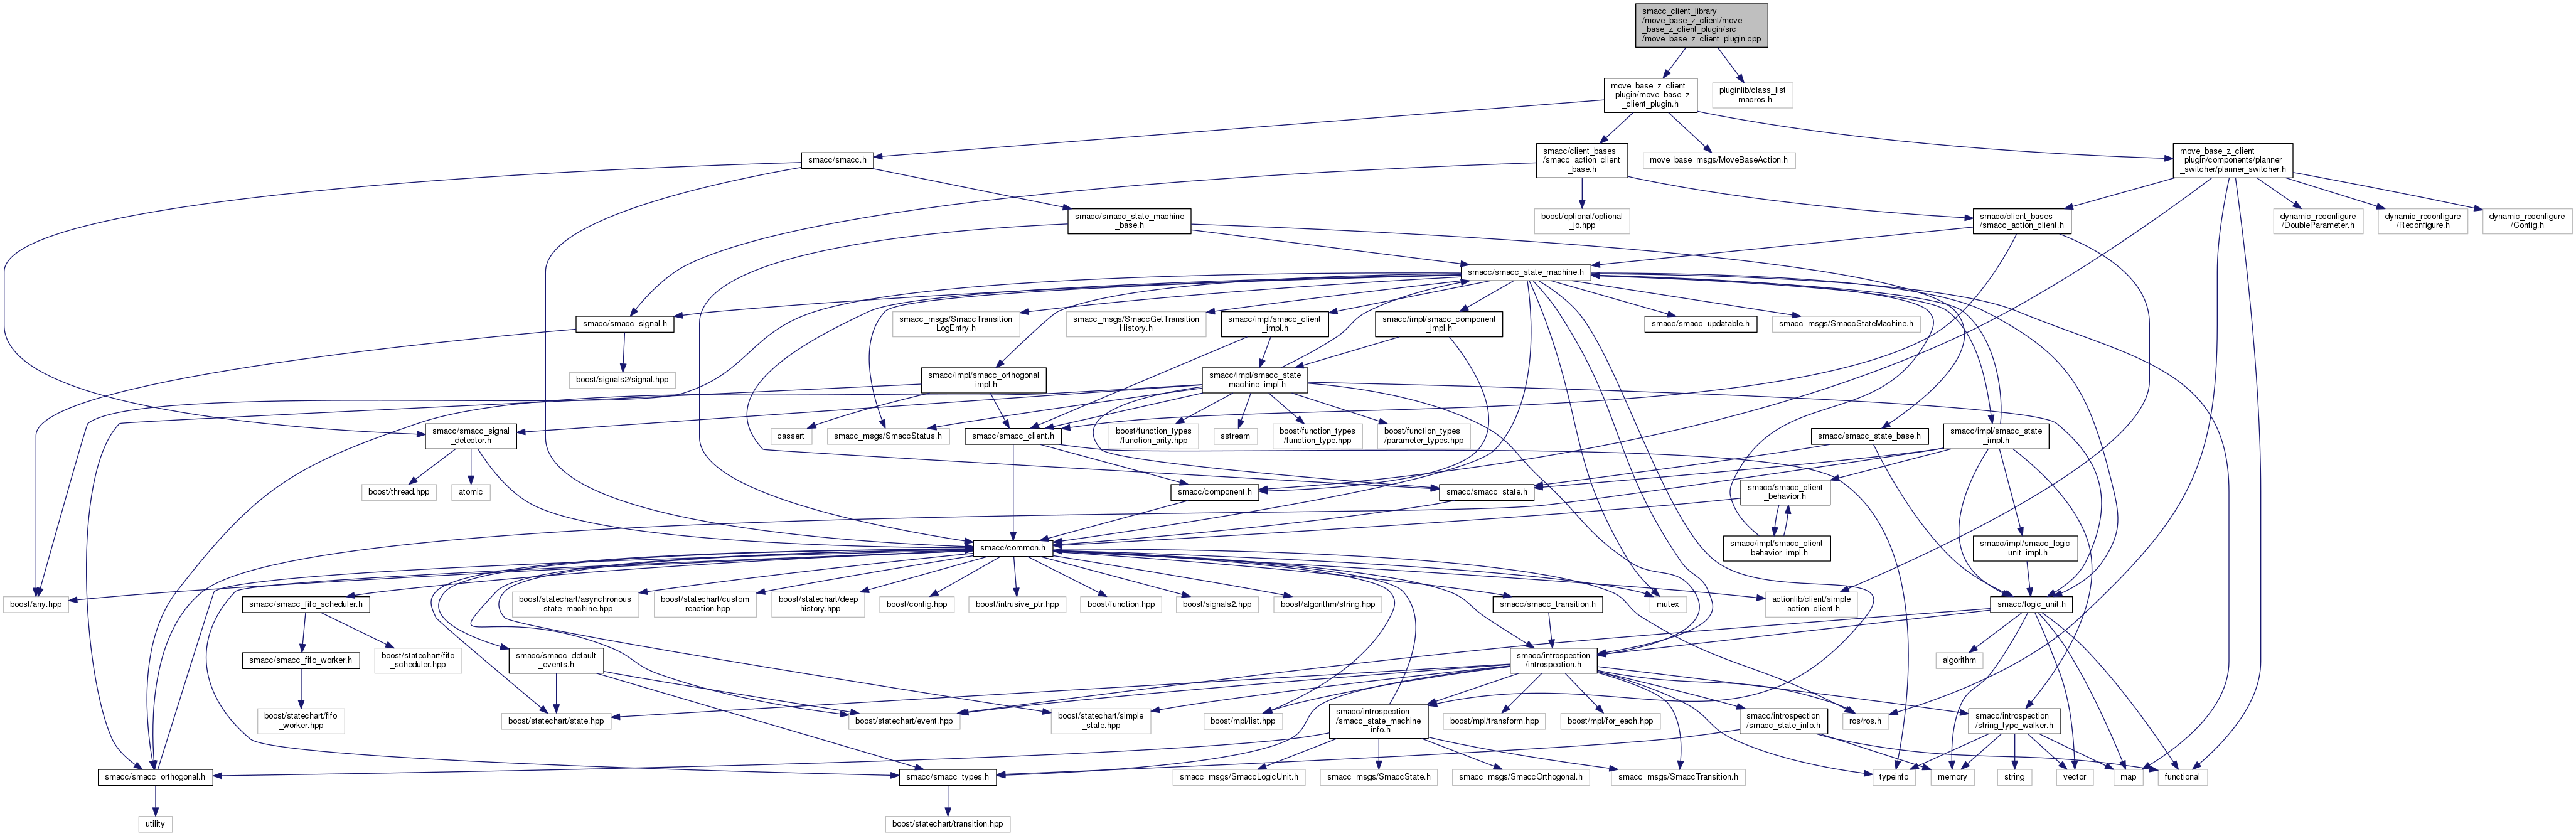 smacc_client_library
/move_base_z_client/move
_base_z_client_plugin/src
/move_base_z_client_plugin.cpp
move_base_z_client
_plugin/move_base_z
_client_plugin.h
pluginlib/class_list
_macros.h
smacc/smacc.h
smacc/client_bases
/smacc_action_client
_base.h
move_base_msgs/MoveBaseAction.h
move_base_z_client
_plugin/components/planner
_switcher/planner_switcher.h
smacc/smacc_state_machine
_base.h
boost/optional/optional
_io.hpp
smacc/client_bases
/smacc_action_client.h
dynamic_reconfigure
/DoubleParameter.h
dynamic_reconfigure
/Reconfigure.h
dynamic_reconfigure
/Config.h
smacc/smacc_state_machine.h
smacc/smacc_signal.h
smacc_msgs/SmaccTransition
LogEntry.h
smacc_msgs/SmaccGetTransition
History.h
smacc/impl/smacc_client
_impl.h
smacc/impl/smacc_component
_impl.h
smacc/smacc_updatable.h
smacc_msgs/SmaccStateMachine.h
boost/signals2/signal.hpp
smacc/impl/smacc_orthogonal
_impl.h
smacc/impl/smacc_state
_machine_impl.h
smacc/smacc_signal
_detector.h
cassert
smacc_msgs/SmaccStatus.h
smacc/smacc_client.h
boost/function_types
/function_arity.hpp
sstream
boost/function_types
/function_type.hpp
boost/function_types
/parameter_types.hpp
smacc/smacc_state_base.h
smacc/impl/smacc_state
_impl.h
boost/thread.hpp
atomic
smacc/component.h
smacc/smacc_state.h
smacc/smacc_client
_behavior.h
smacc/common.h
smacc/impl/smacc_client
_behavior_impl.h
smacc/impl/smacc_logic
_unit_impl.h
boost/any.hpp
smacc/smacc_fifo_scheduler.h
boost/statechart/asynchronous
_state_machine.hpp
boost/statechart/custom
_reaction.hpp
boost/statechart/deep
_history.hpp
boost/config.hpp
boost/intrusive_ptr.hpp
boost/function.hpp
boost/signals2.hpp
boost/algorithm/string.hpp
smacc/smacc_transition.h
mutex
actionlib/client/simple
_action_client.h
smacc/logic_unit.h
smacc/smacc_fifo_worker.h
boost/statechart/fifo
_scheduler.hpp
smacc/smacc_default
_events.h
smacc/introspection
/introspection.h
algorithm
boost/statechart/fifo
_worker.hpp
boost/statechart/state.hpp
boost/statechart/event.hpp
boost/statechart/simple
_state.hpp
boost/mpl/list.hpp
smacc/introspection
/smacc_state_machine
_info.h
boost/mpl/transform.hpp
boost/mpl/for_each.hpp
smacc/introspection
/smacc_state_info.h
ros/ros.h
smacc/introspection
/string_type_walker.h
smacc/smacc_orthogonal.h
smacc/smacc_types.h
smacc_msgs/SmaccLogicUnit.h
smacc_msgs/SmaccState.h
smacc_msgs/SmaccOrthogonal.h
smacc_msgs/SmaccTransition.h
typeinfo
memory
string
vector
map
functional
utility
boost/statechart/transition.hpp